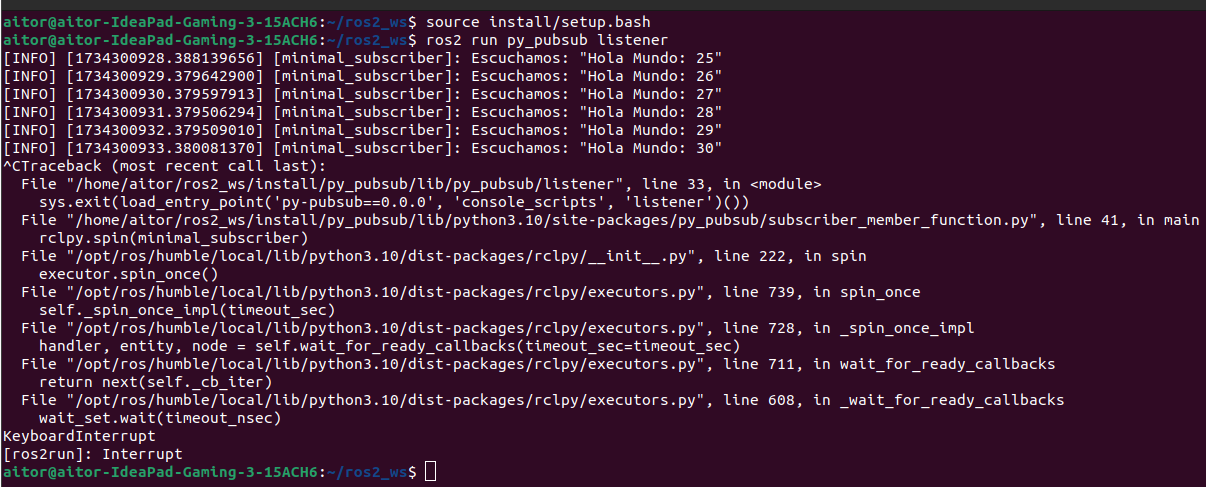 aitor@aitor-IdeaPad-Gaming-3-15ACH6:~/ros2_ws$ source install/setup.bash
aitor@aitor-IdeaPad-Gaming-3-15ACH6:~/ros2_ws$ ros2 run py_pubsub listener
[INFO] [1734300928.388139656] [minimal_subscriber]: Escuchamos: "Hola Mundo: 25"
[INFO] [1734300929.379642900] [minimal_subscriber]: Escuchamos: "Hola Mundo: 26"
[INFO] [1734300930.379597913] [minimal_subscriber]: Escuchamos: "Hola Mundo: 27"
[INFO] [1734300931.379506294] [minimal_subscriber]: Escuchamos: "Hola Mundo: 28"
[INFO] [1734300932.379509010] [minimal_subscriber]: Escuchamos: "Hola Mundo: 29"
[INFO] [1734300933.380081370] [minimal_subscriber]: Escuchamos: "Hola Mundo: 30"
^CTraceback (most recent call last):
  File "/home/aitor/ros2_ws/install/py_pubsub/lib/py_pubsub/listener", line 33, in <module>
    sys.exit(load_entry_point('py-pubsub==0.0.0', 'console_scripts', 'listener')())
  File "/home/aitor/ros2_ws/install/py_pubsub/lib/python3.10/site-packages/py_pubsub/subscriber_member_function.py", line 41, in main
    rclpy.spin(minimal_subscriber)
  File "/opt/ros/humble/local/lib/python3.10/dist-packages/rclpy/__init__.py", line 222, in spin
    executor.spin_once()
  File "/opt/ros/humble/local/lib/python3.10/dist-packages/rclpy/executors.py", line 739, in spin_once
    self._spin_once_impl(timeout_sec)
  File "/opt/ros/humble/local/lib/python3.10/dist-packages/rclpy/executors.py", line 728, in _spin_once_impl
    handler, entity, node = self.wait_for_ready_callbacks(timeout_sec=timeout_sec)
  File "/opt/ros/humble/local/lib/python3.10/dist-packages/rclpy/executors.py", line 711, in wait_for_ready_callbacks
    return next(self._cb_iter)
  File "/opt/ros/humble/local/lib/python3.10/dist-packages/rclpy/executors.py", line 608, in _wait_for_ready_callbacks
    wait_set.wait(timeout_nsec)
KeyboardInterrupt
[ros2run]: Interrupt
aitor@aitor-IdeaPad-Gaming-3-15ACH6:~/ros2_ws$